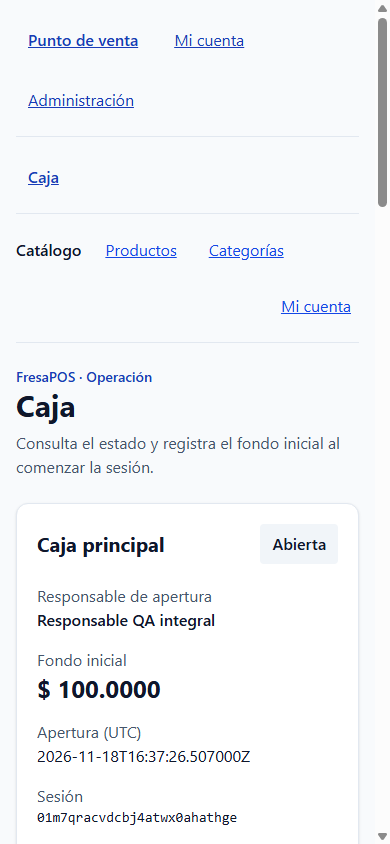 Punto de venta Mi cuenta
Administración
Caja
Catálogo Productos Categorías
Mi cuenta
FresaPOS · Operación
Caja
Consulta el estado y registra el fondo inicial al
comenzar la sesión.
Caja principal Abierta
Responsable de apertura
Responsable QA integral
Fondo inicial
$ 100.0000
Apertura (UTC)
2026-11-18T16:37:26.507000Z
Sesión
01m7qracvdcbj4atwx0ahathge